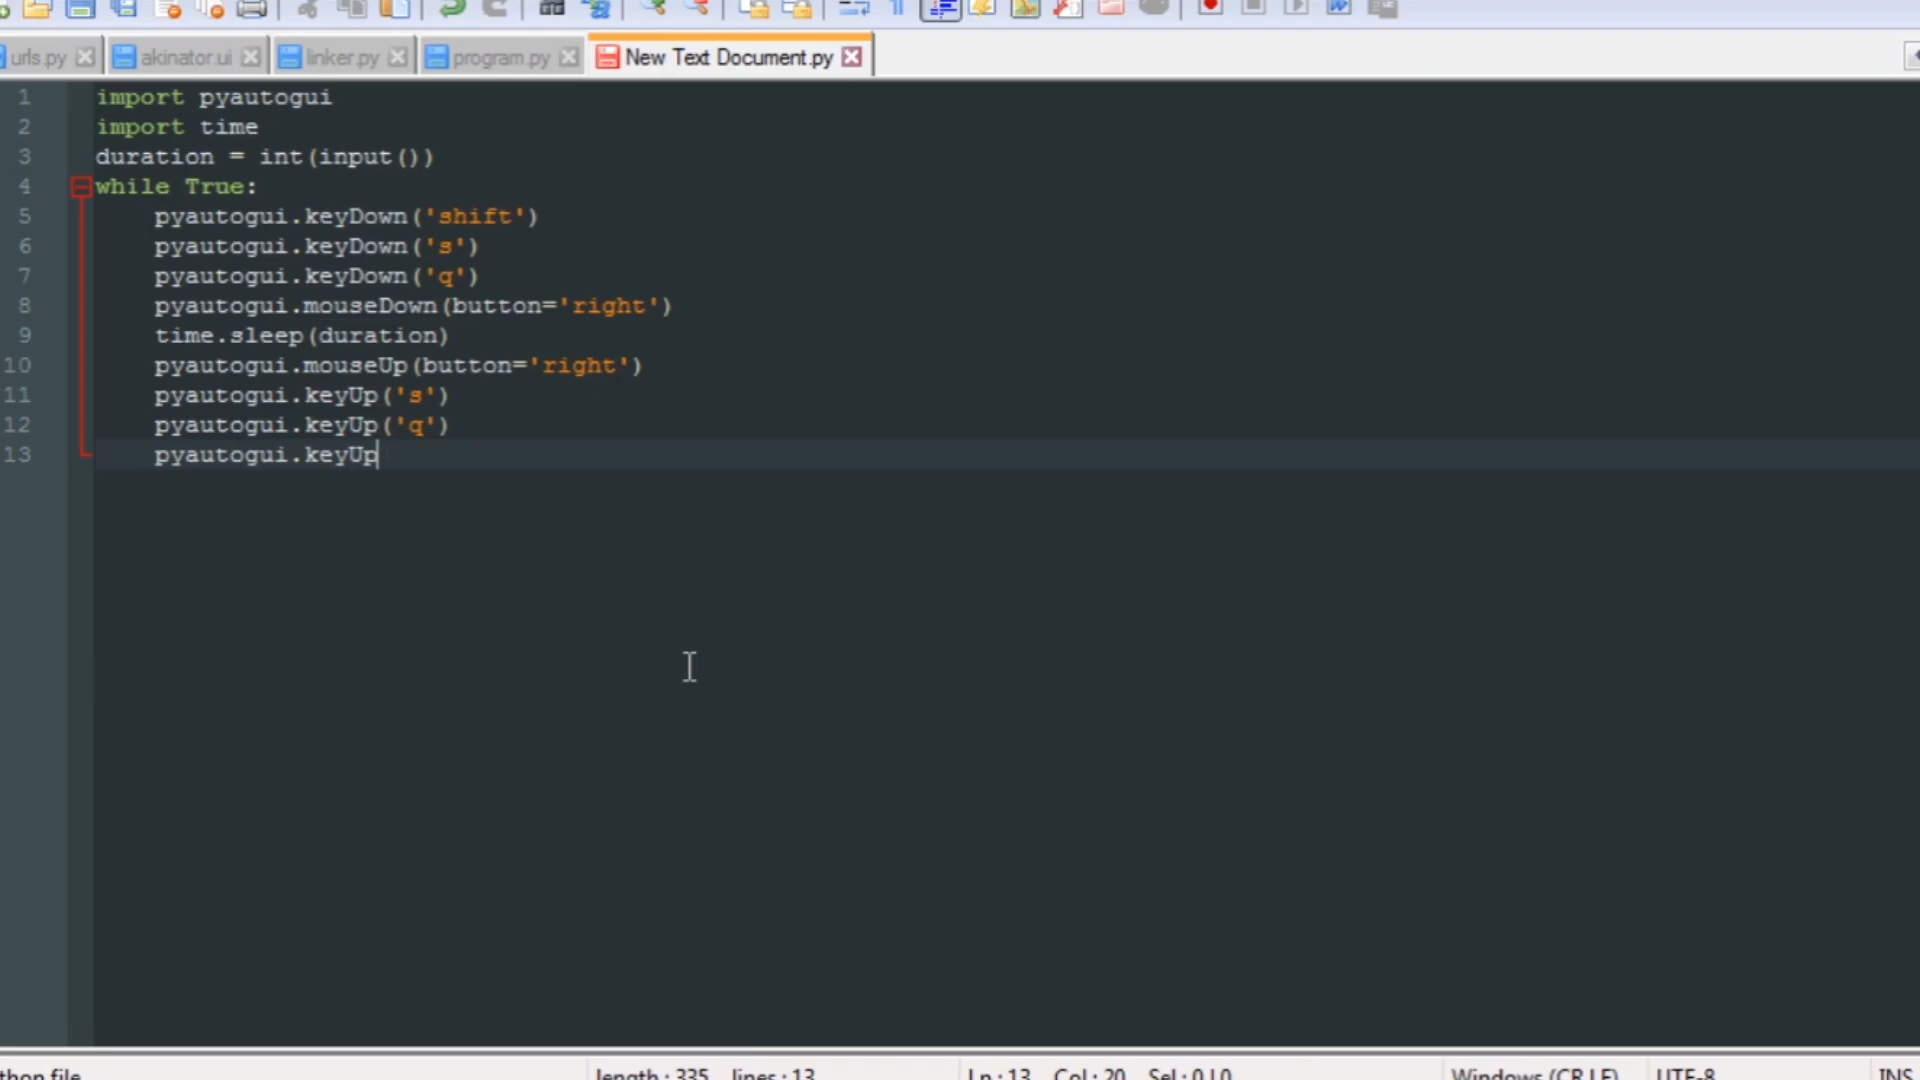 urls.py akinator.ui linker.py program.py New Text Document.py
1 import pyautogui
2 import time
3 duration = int(input())
4 while True:
5 pyautogui.keyDown('shift')
6 pyautogui.keyDown('s')
7 pyautogui.keyDown('q')
8 pyautogui.mouseDown(button='right')
9 time.sleep(duration)
10 pyautogui.mouseUp(button='right')
11 pyautogui.keyUp('s')
12 pyautogui.keyUp('q')
13 pyautogui.keyUp
thon file length : 335 lines : 13 Ln : 13 Col : 20 Sel : 0 | 0 Windows (CR LF) UTF-8 INS